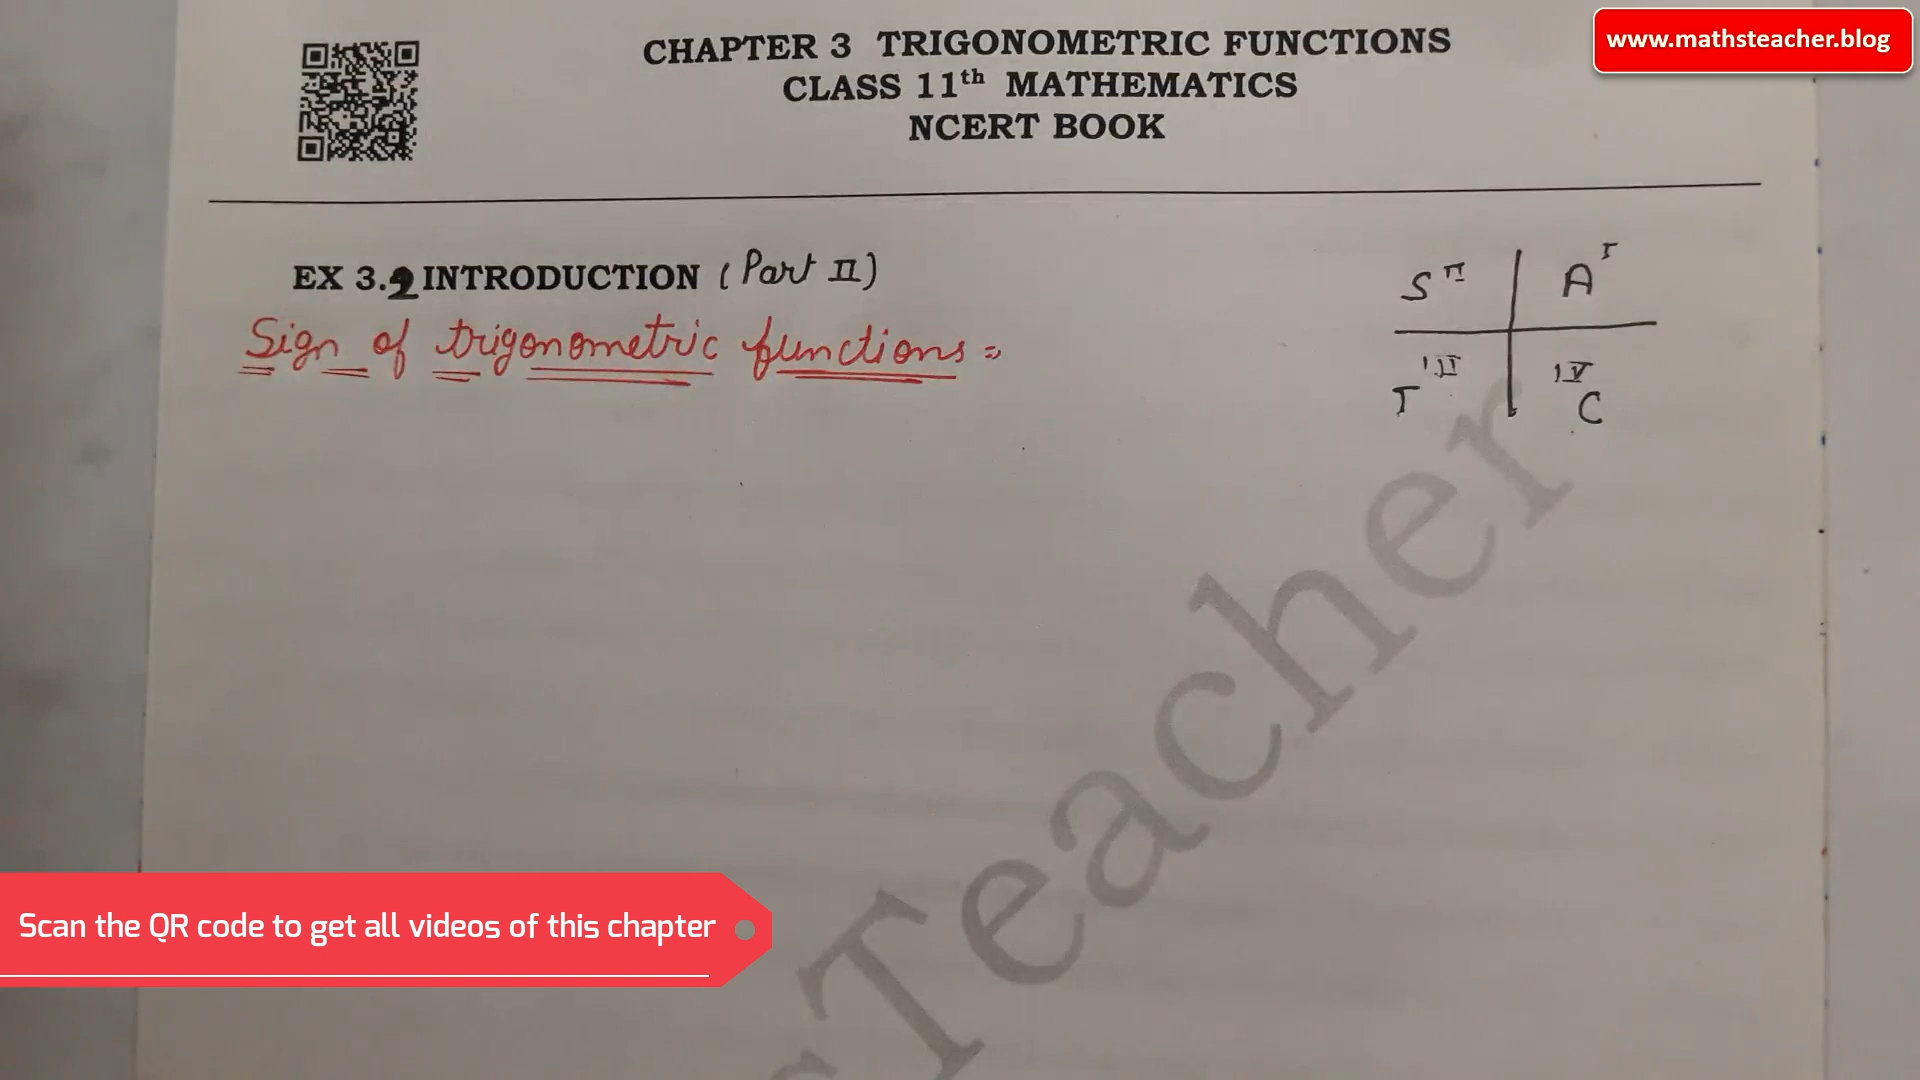 www.mathsteacher.blog
CHAPTER 3 TRIGONOMETRIC FUNCTIONS
CLASS 11th MATHEMATICS
NCERT BOOK
EX 3.2 INTRODUCTION (Part II)
Sign of trigonometric functions =
S II A I
T III IV C
sTeacher
Scan the QR code to get all videos of this chapter